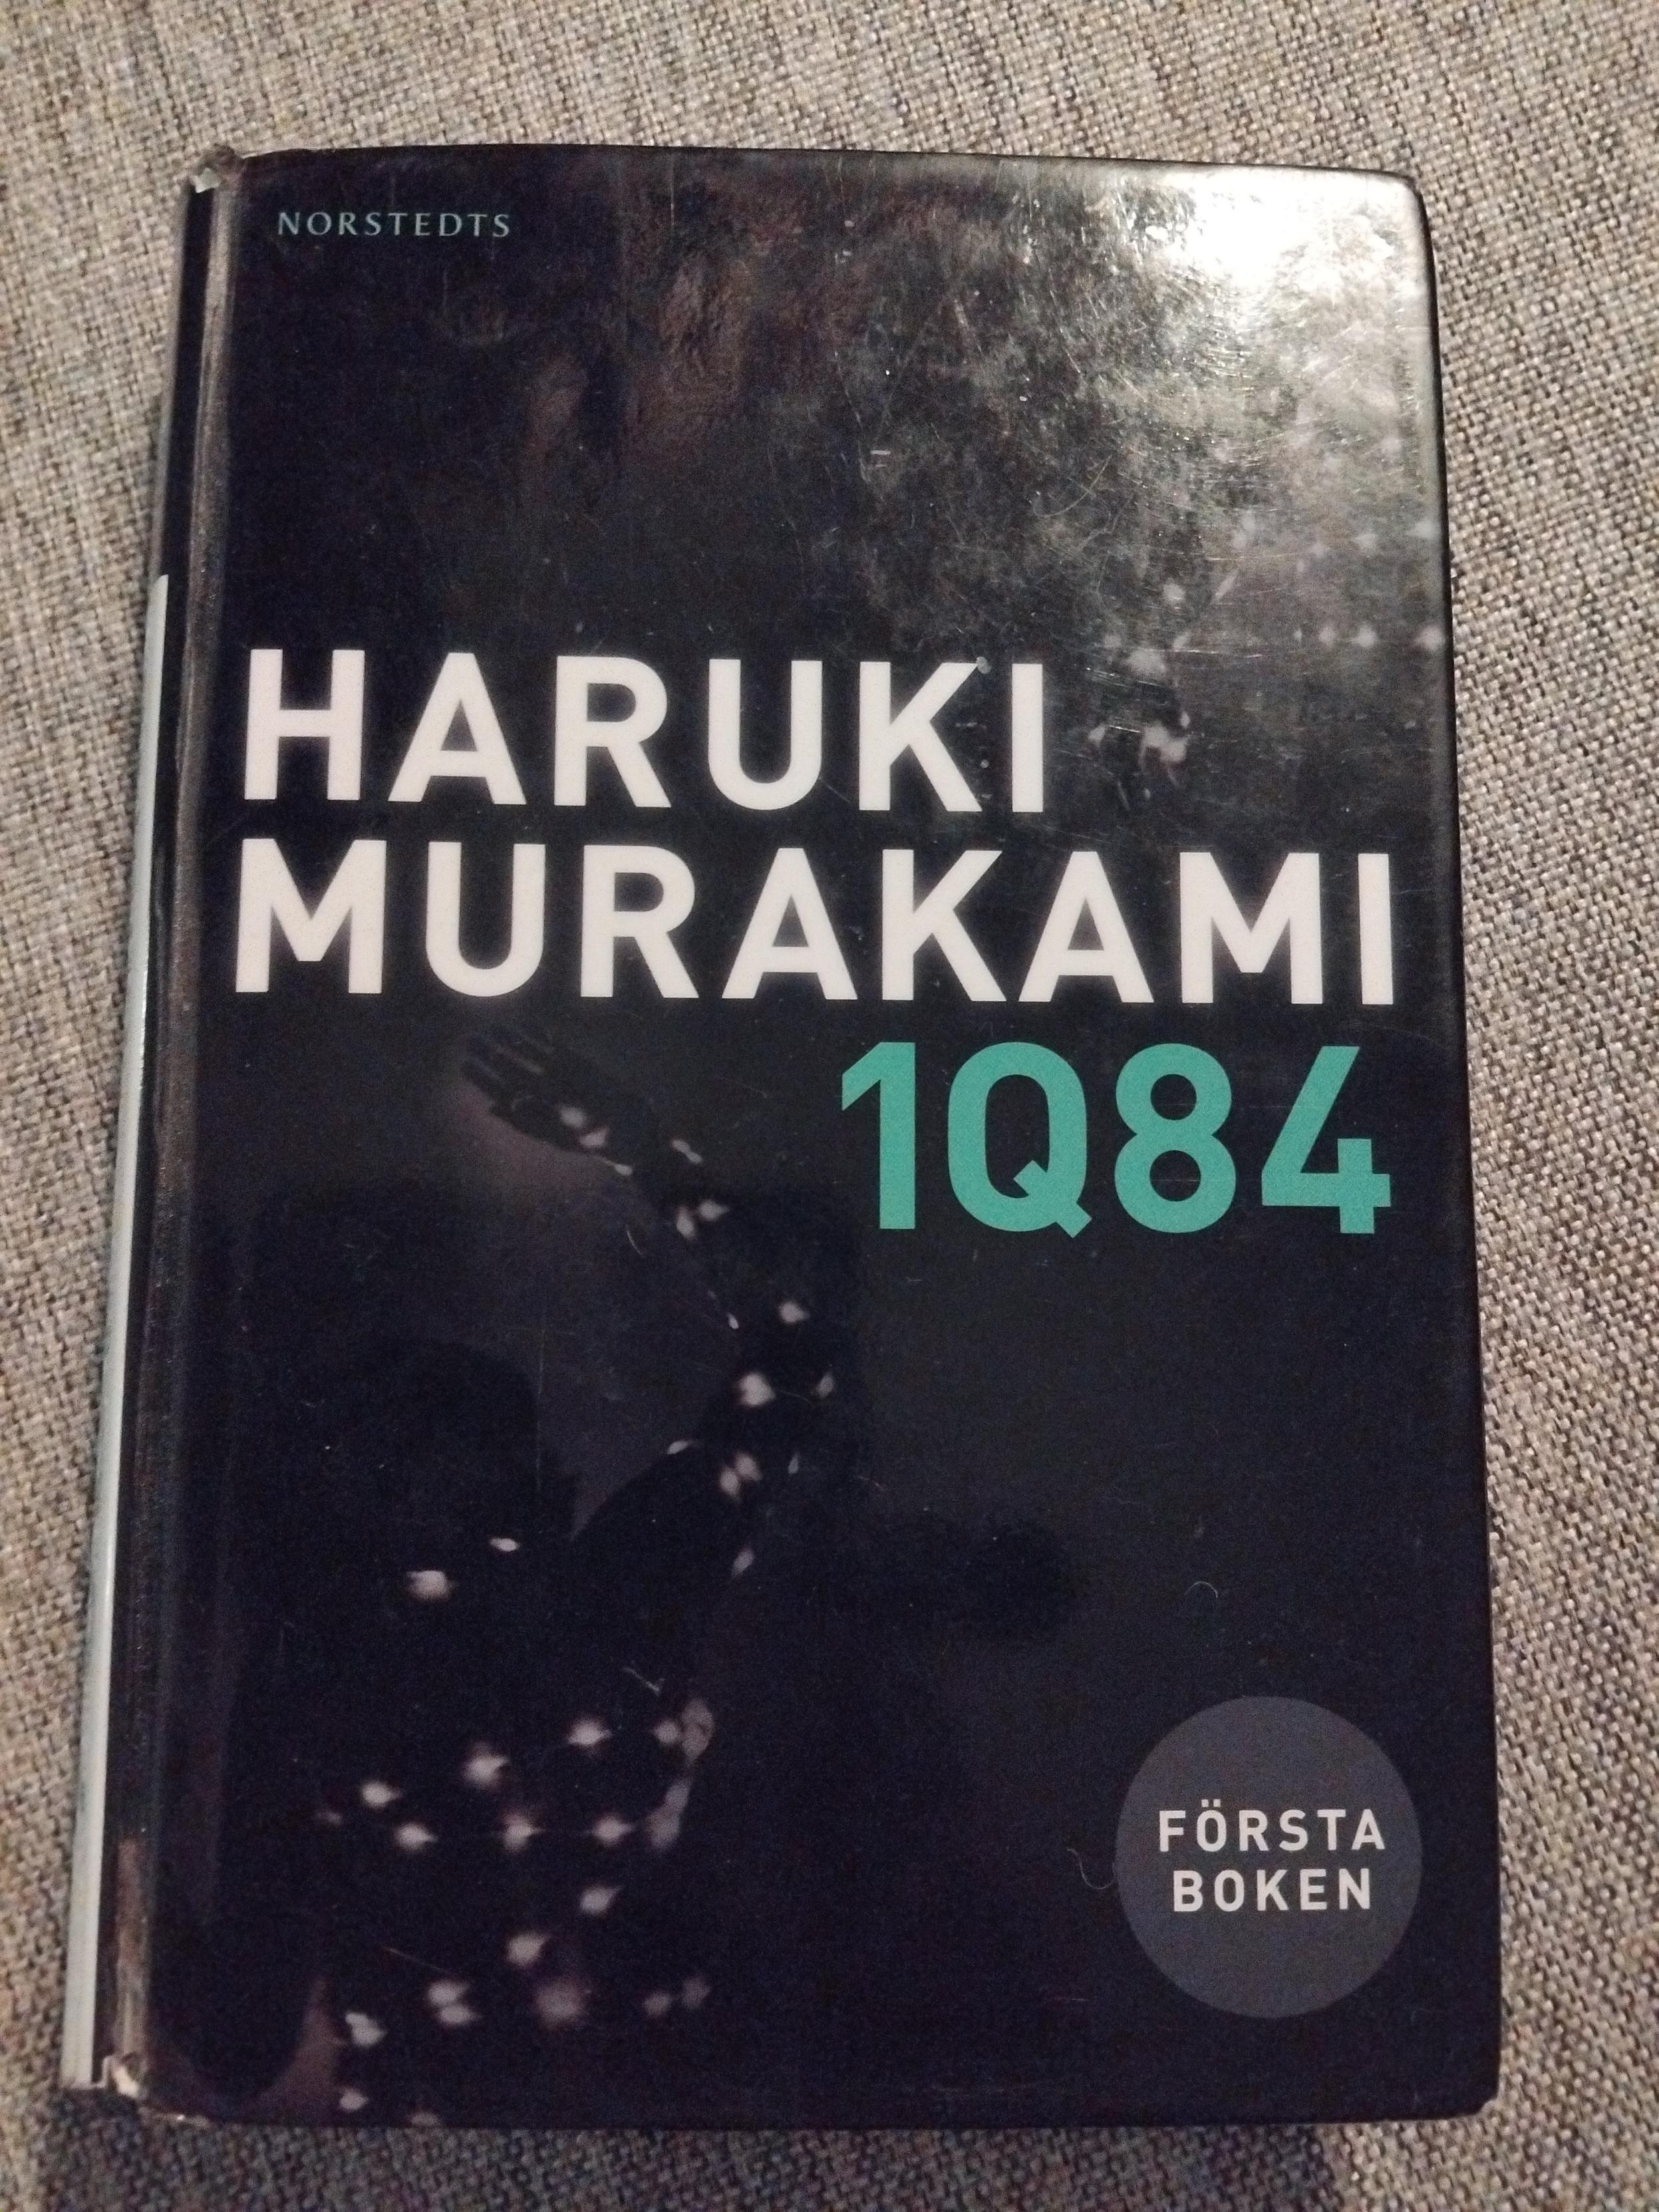 NORSTEDTS
HARUKI
MURAKAMI
1Q84
FÖRSTA
BOKEN